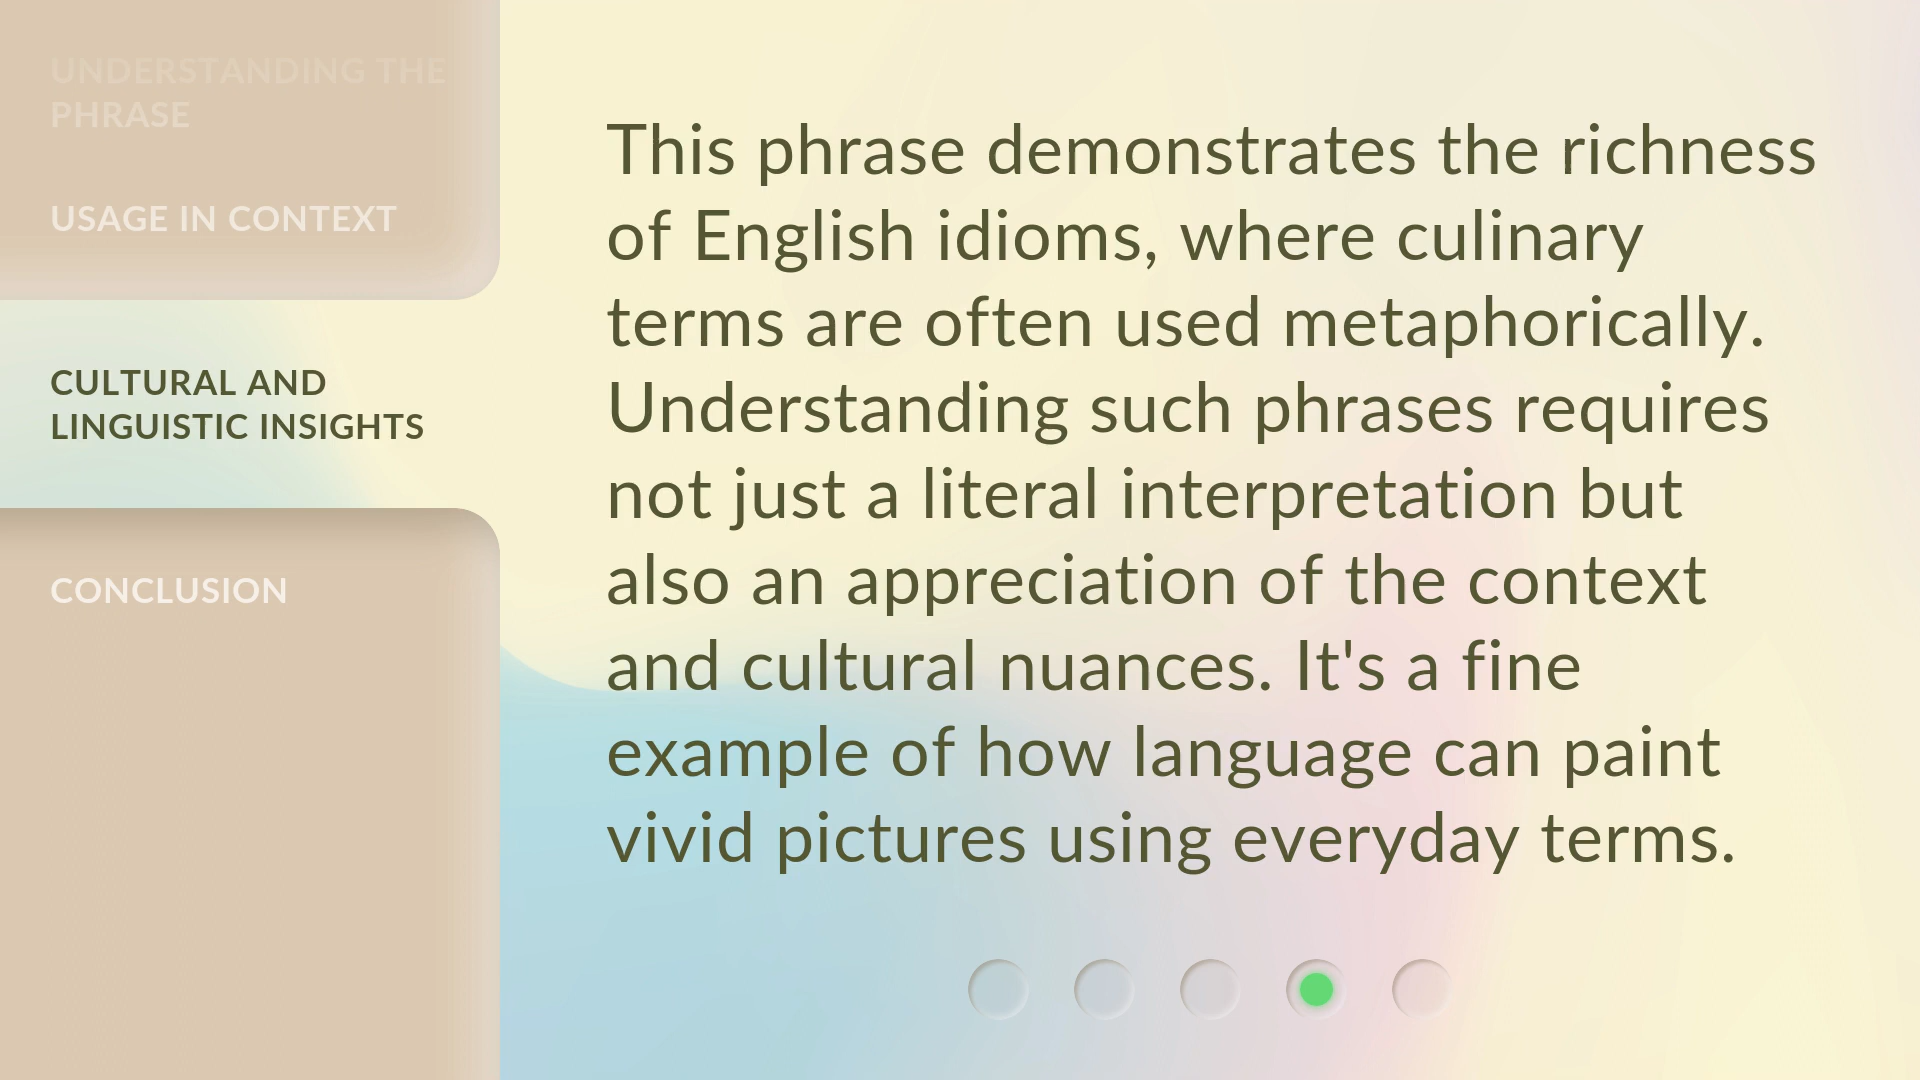 UNDERSTANDING THE
PHRASE
USAGE IN CONTEXT
CULTURAL AND
LINGUISTIC INSIGHTS
CONCLUSION
This phrase demonstrates the richness
of English idioms, where culinary
terms are often used metaphorically.
Understanding such phrases requires
not just a literal interpretation but
also an appreciation of the context
and cultural nuances. It's a fine
example of how language can paint
vivid pictures using everyday terms.